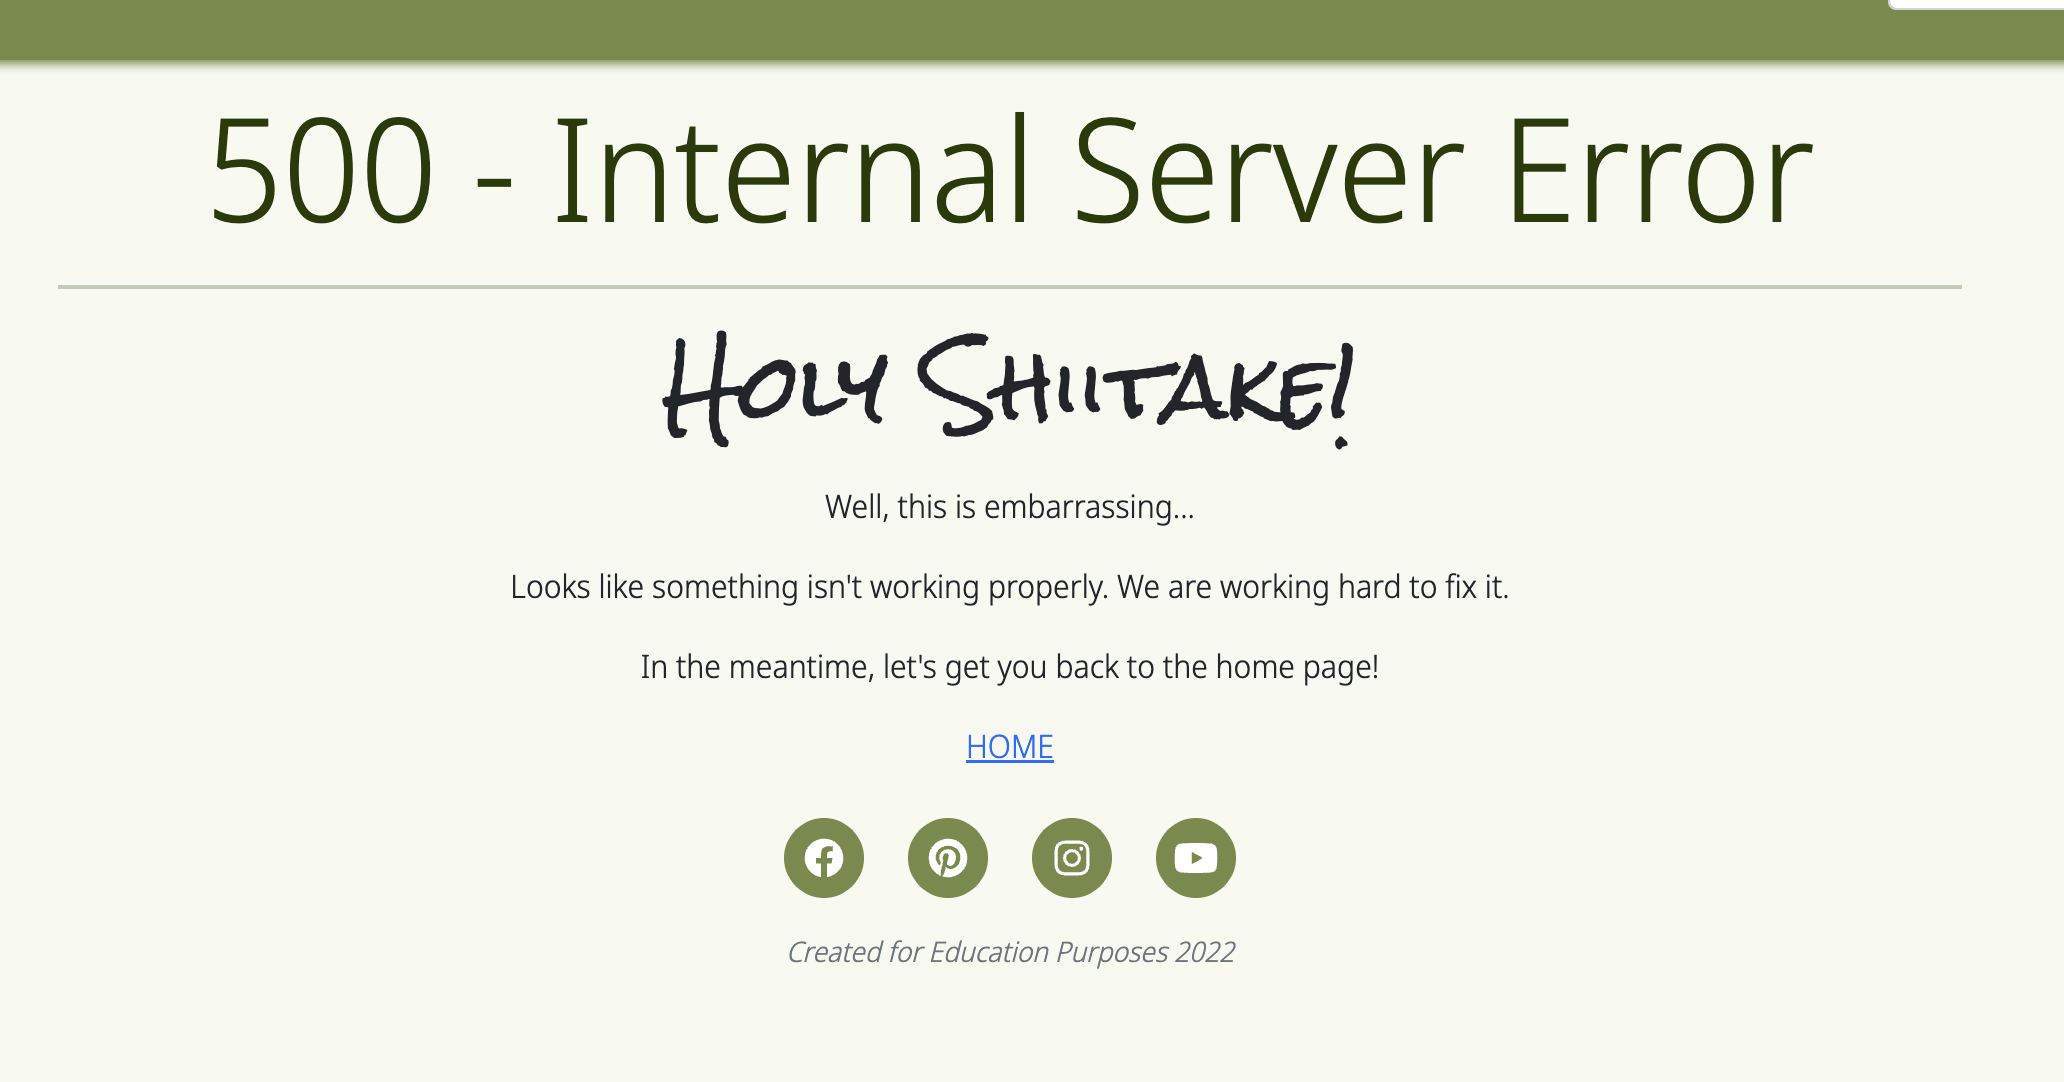 500 - Internal Server Error
Holy Shiitake!
Well, this is embarrassing...
Looks like something isn't working properly. We are working hard to fix it.
In the meantime, let's get you back to the home page!
HOME
Created for Education Purposes 2022